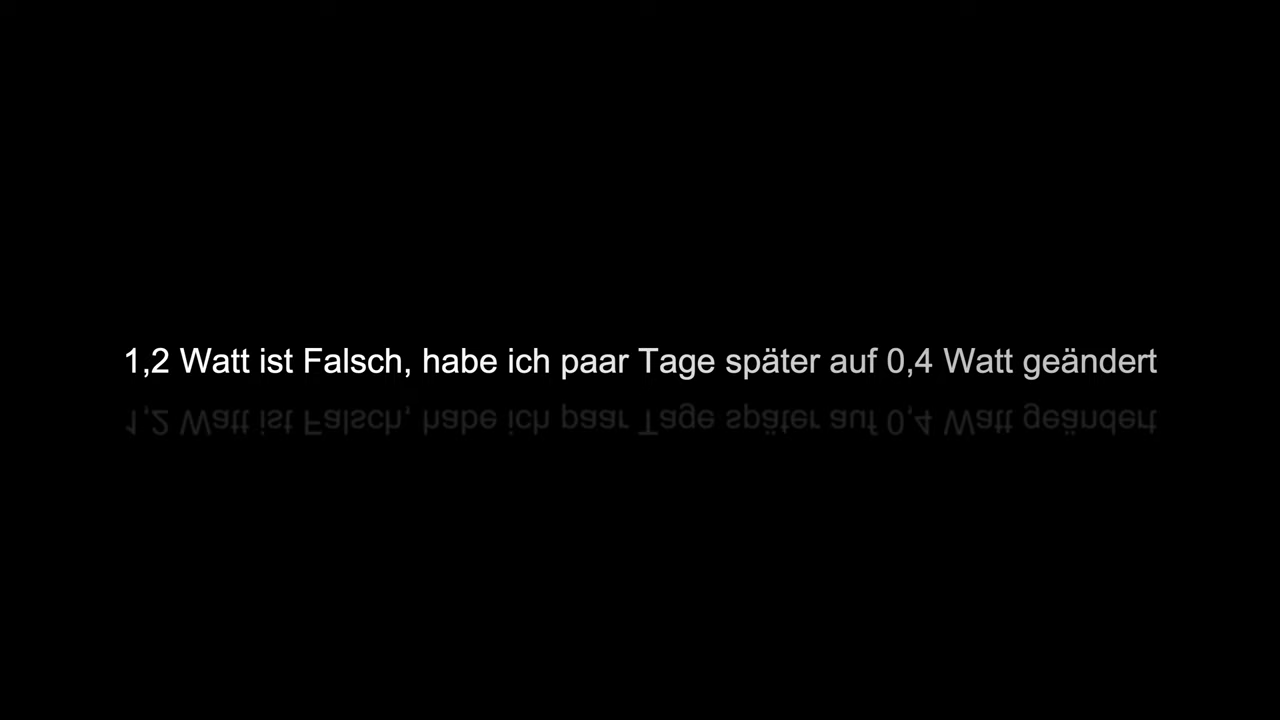 1,2 Watt ist Falsch, habe ich paar Tage später auf 0,4 Watt geändert